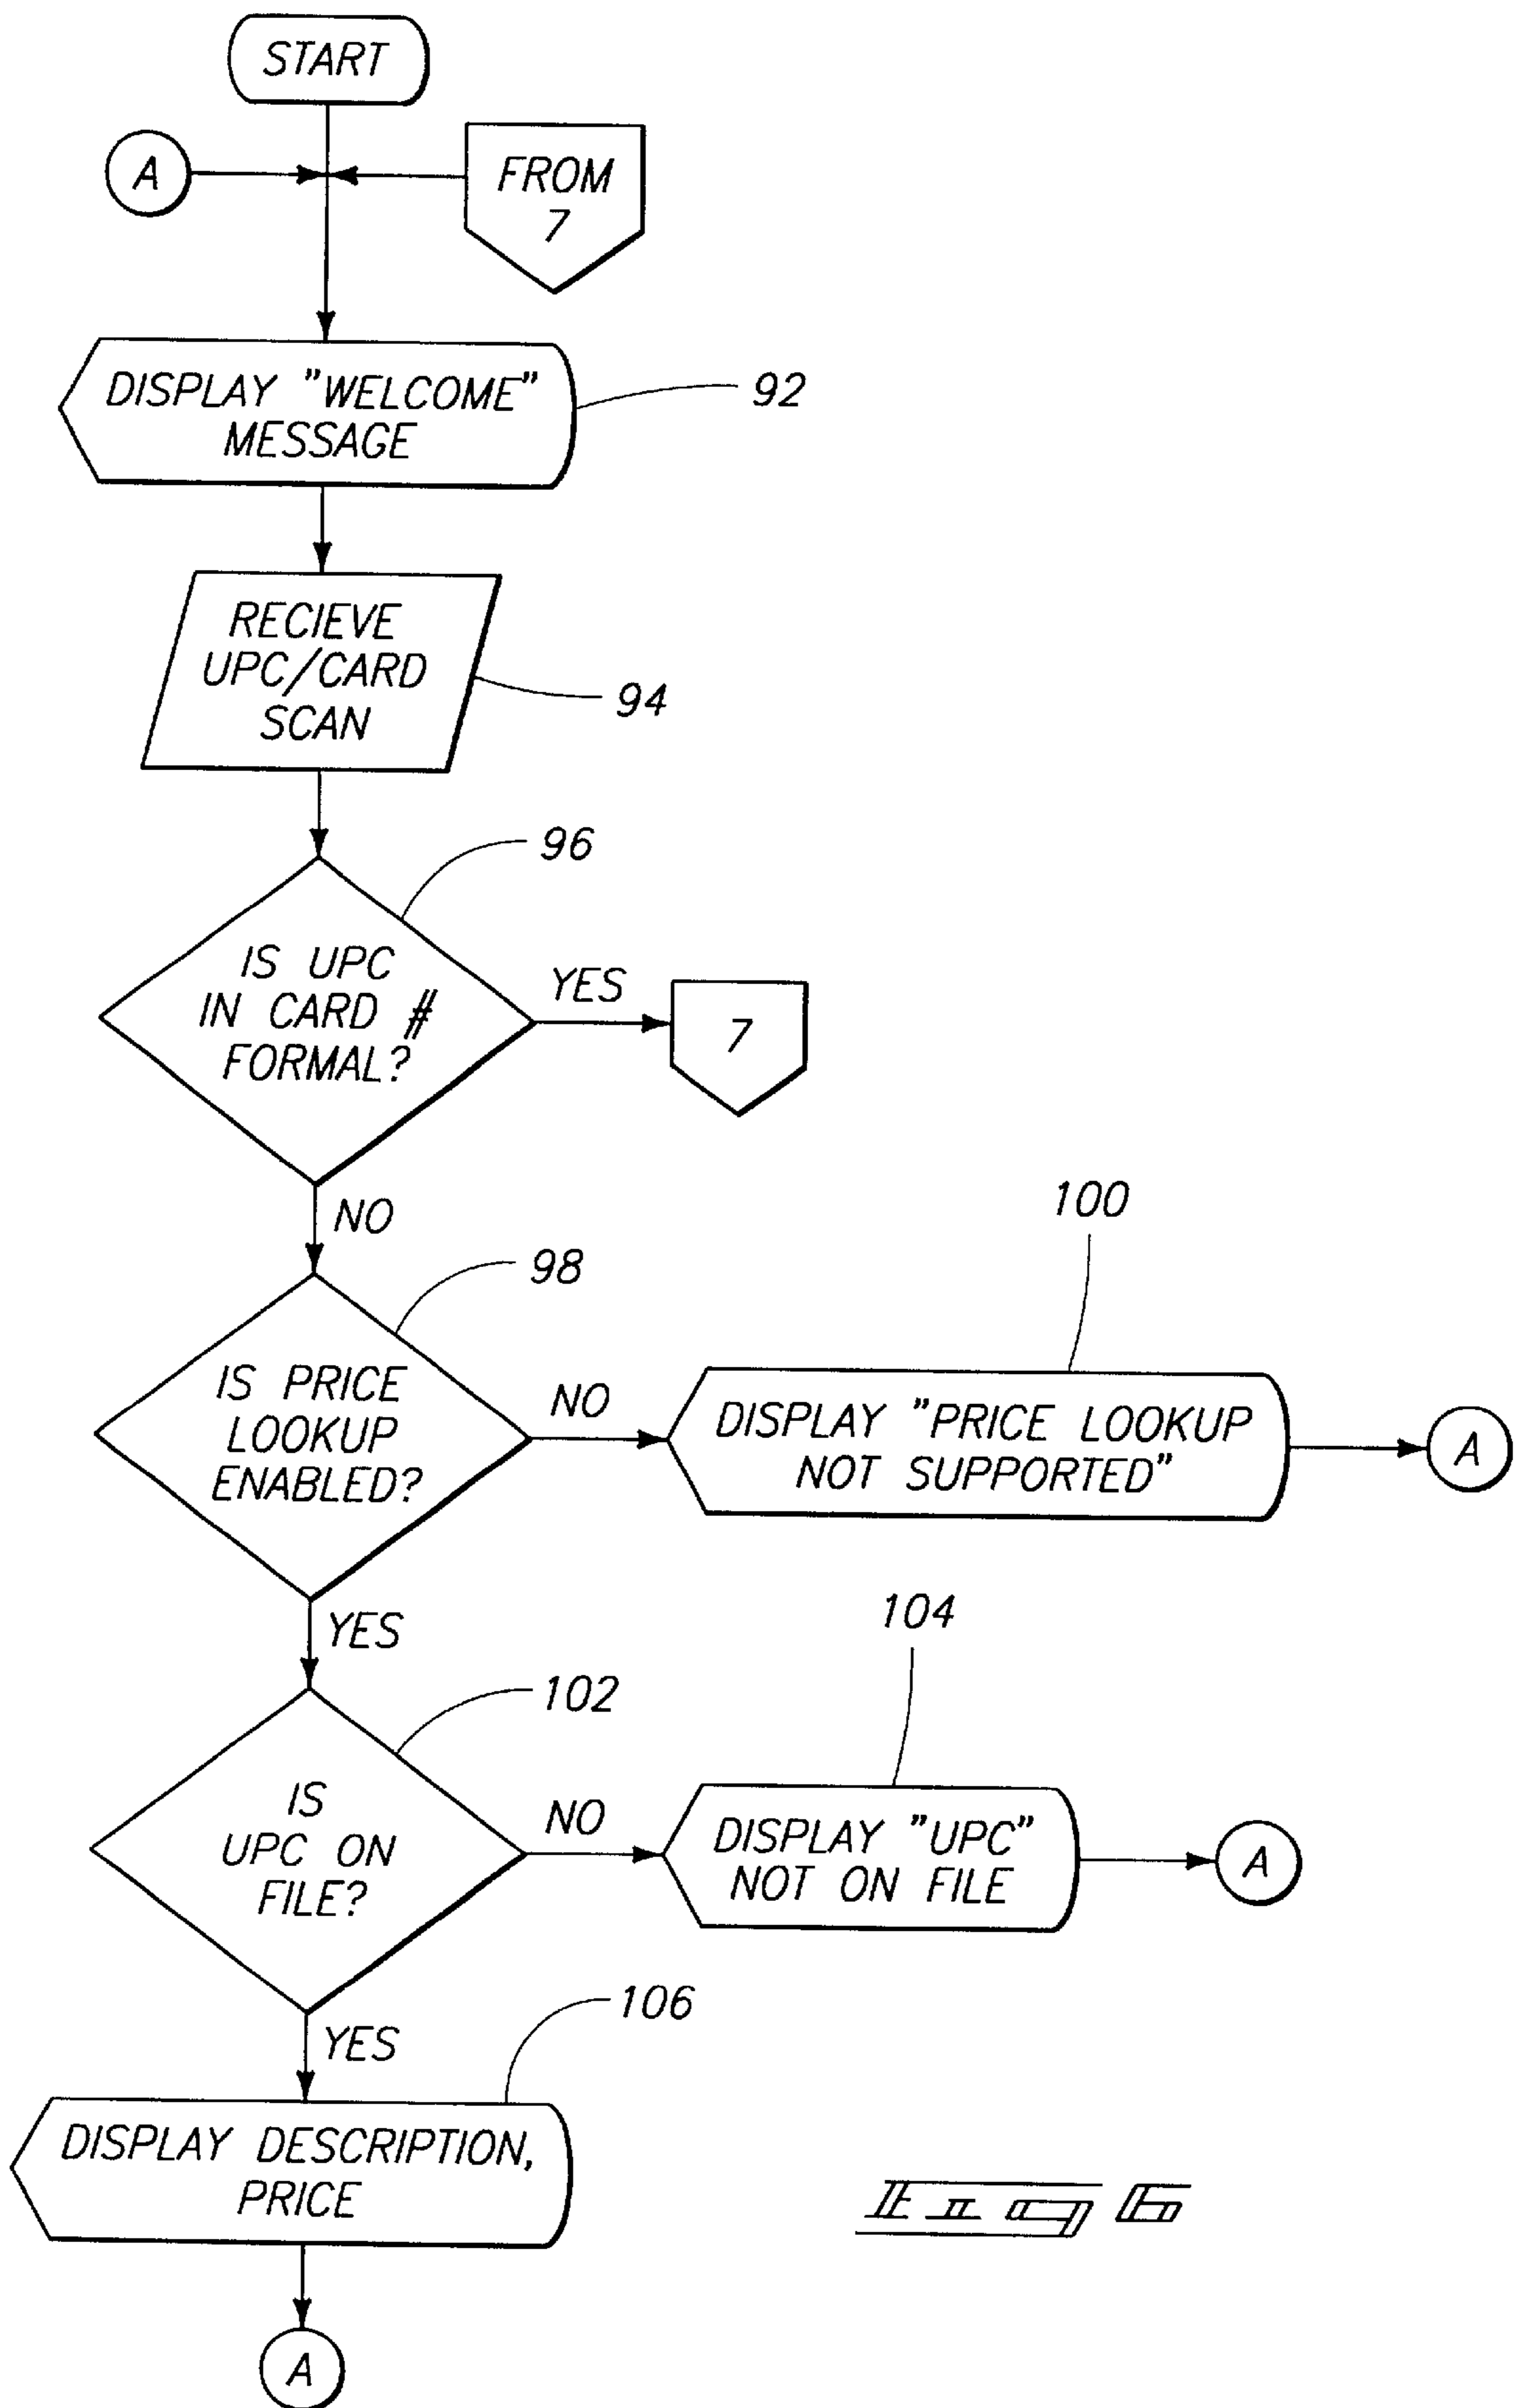 START
A
FROM
7
DISPLAY "WELCOME"
MESSAGE
92
RECIEVE
UPC/CARD
SCAN
94
96
IS UPC
IN CARD #
FORMAL?
YES
7
NO
98
100
IS PRICE
LOOKUP
ENABLED?
NO
DISPLAY "PRICE LOOKUP
NOT SUPPORTED"
A
YES
102
104
IS
UPC ON
FILE?
NO
DISPLAY "UPC"
NOT ON FILE
A
YES
106
DISPLAY DESCRIPTION,
PRICE
A
Fig 6